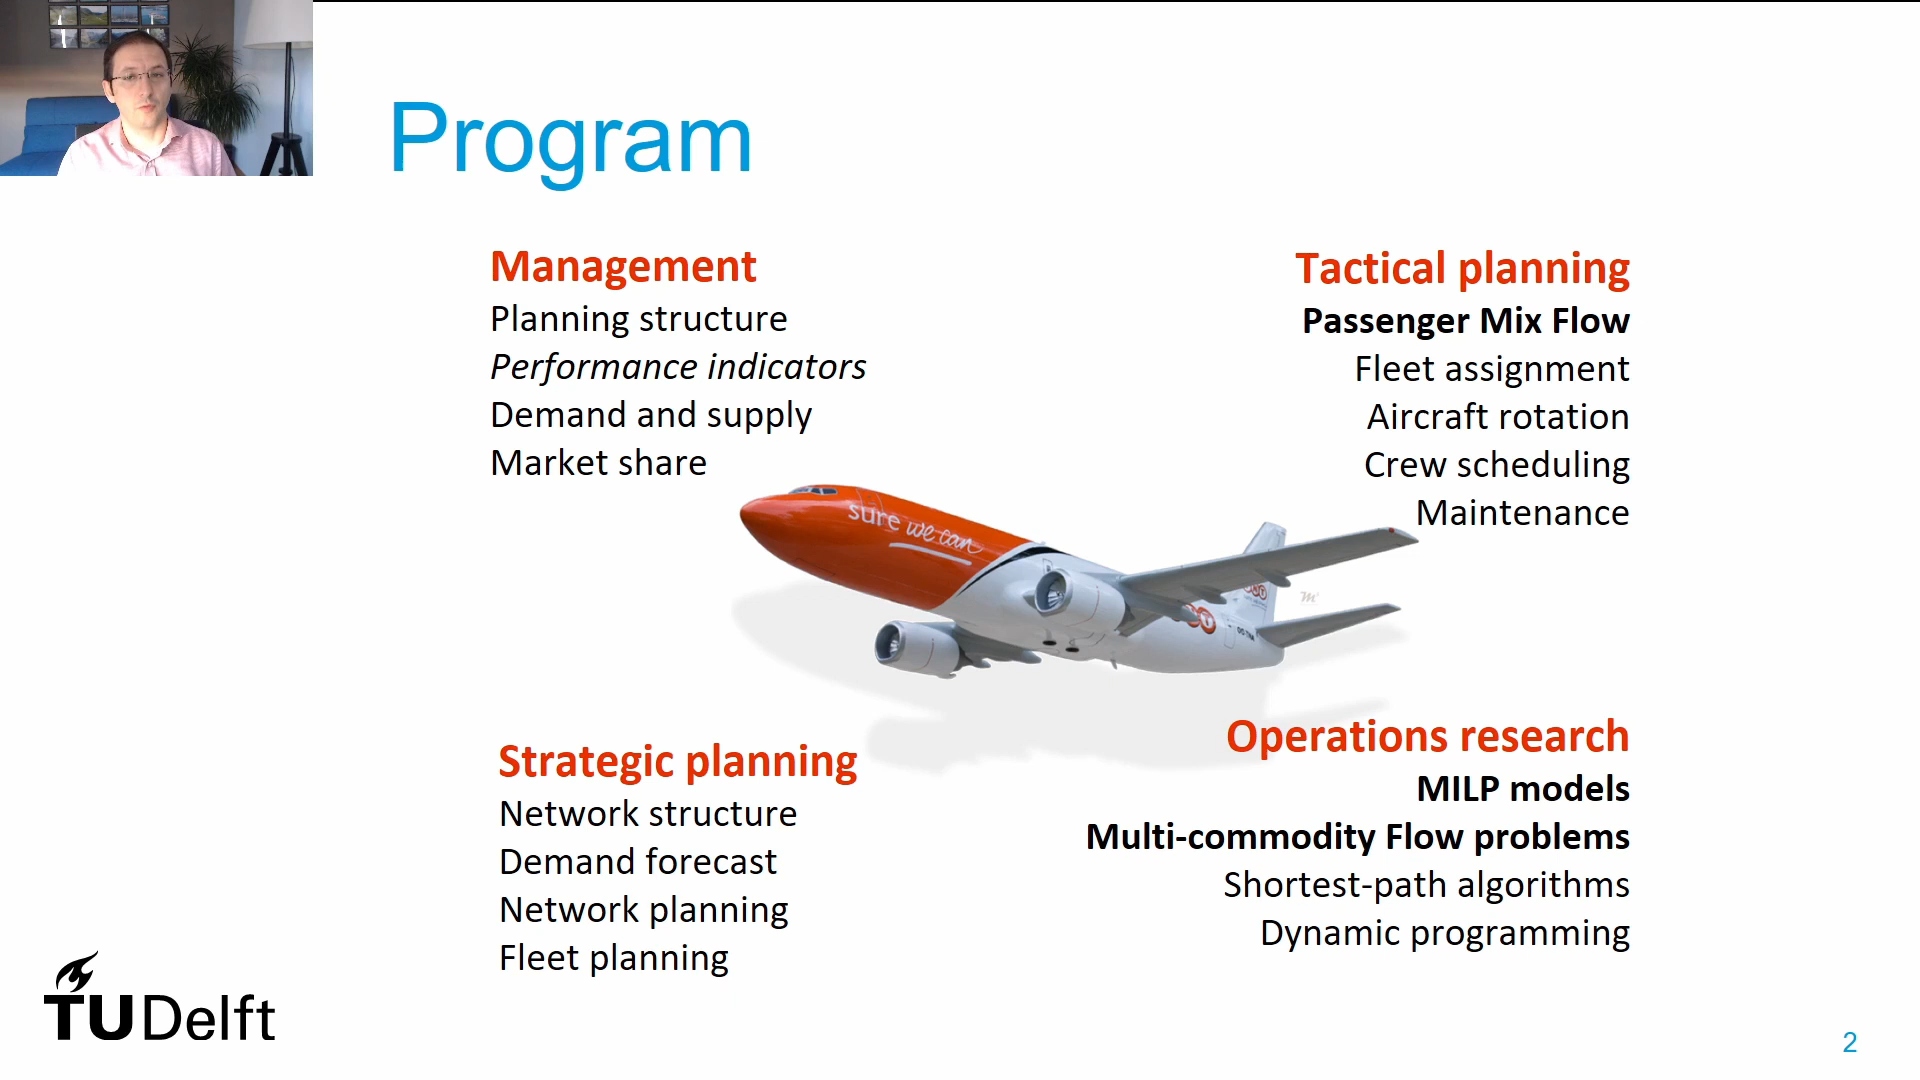 Program
Management
Planning structure
Performance indicators
Demand and supply
Market share
Tactical planning
Passenger Mix Flow
Fleet assignment
Aircraft rotation
Crew scheduling
Maintenance
sure we can
Strategic planning
Network structure
Demand forecast
Network planning
Fleet planning
Operations research
MILP models
Multi-commodity Flow problems
Shortest-path algorithms
Dynamic programming
TUDelft
2